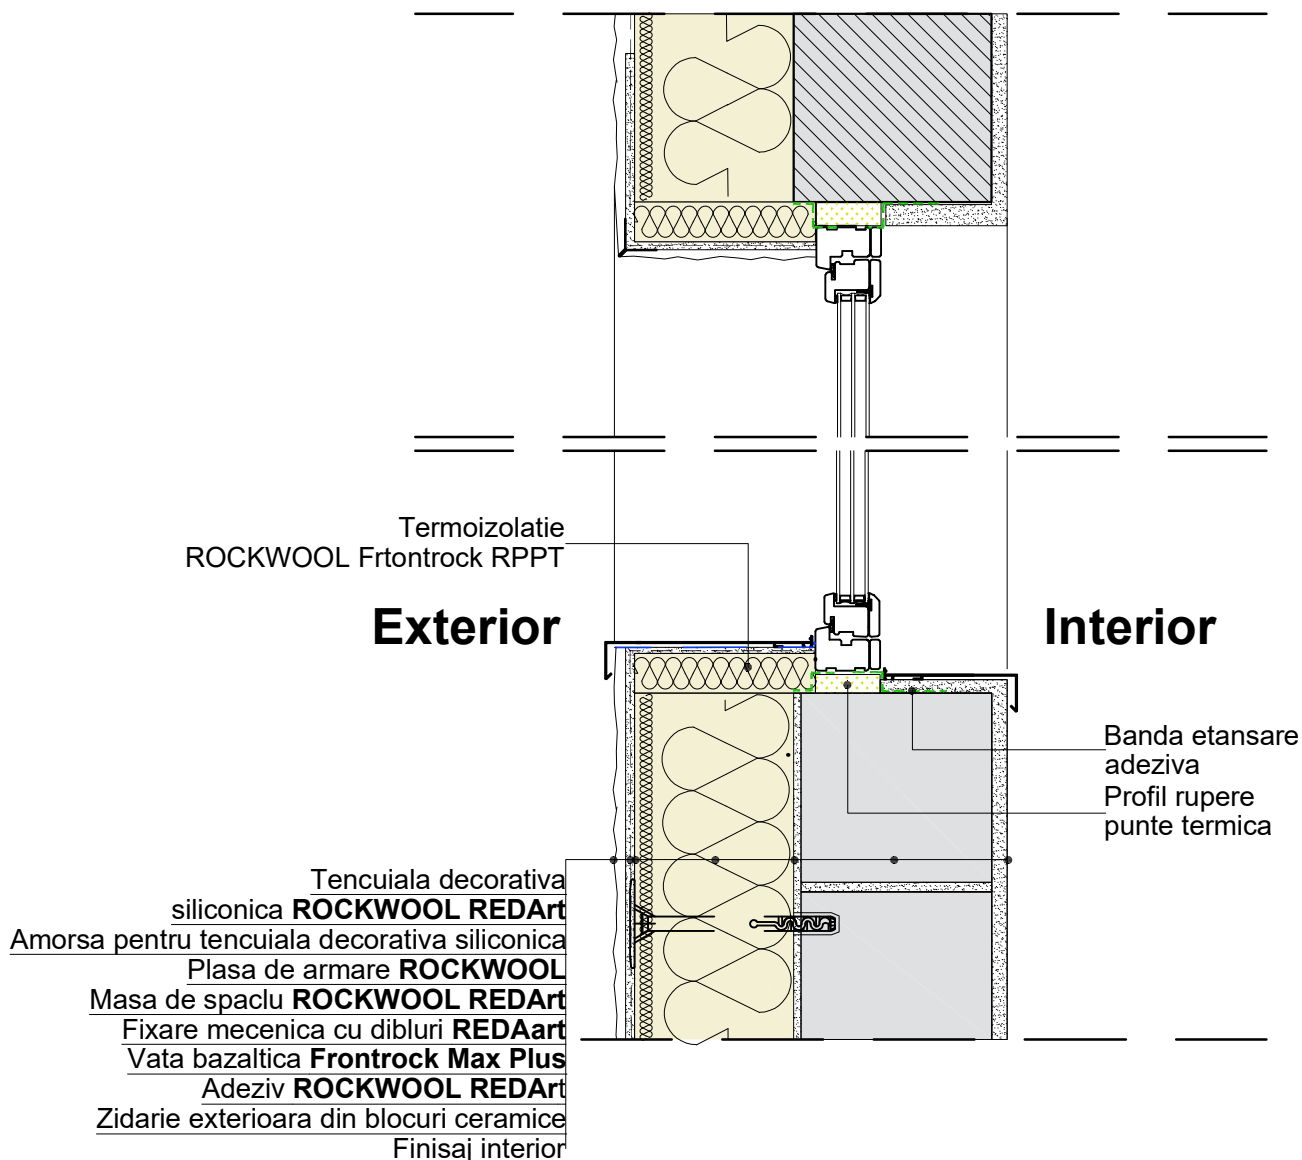 Termoizolatie
ROCKWOOL Frtontrock RPPT
Exterior
Interior
Banda etansare
adeziva
Profil rupere
punte termica
Tencuiala decorativa
siliconica ROCKWOOL REDArt
Amorsa pentru tencuiala decorativa siliconica
Plasa de armare ROCKWOOL
Masa de spaclu ROCKWOOL REDArt
Fixare mecenica cu dibluri REDAart
Vata bazaltica Frontrock Max Plus
Adeziv ROCKWOOL REDArt
Zidarie exterioara din blocuri ceramice
Finisaj interior